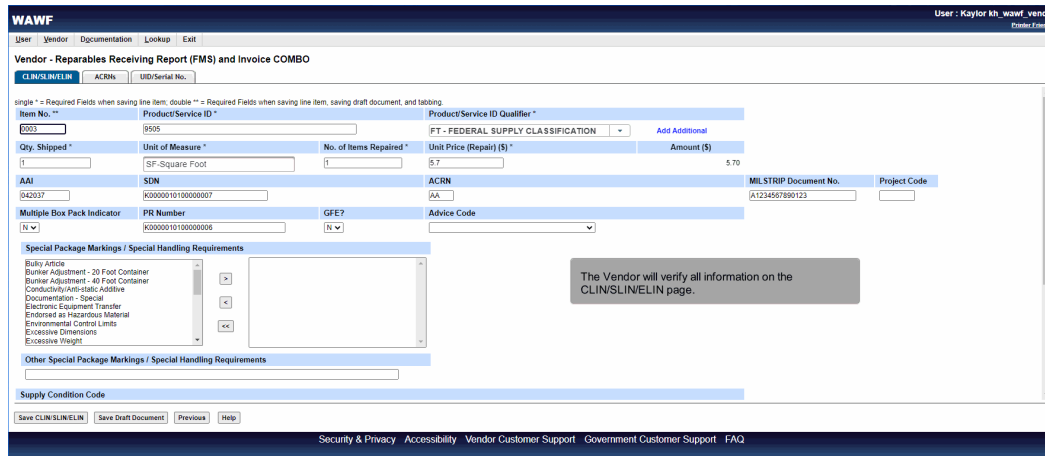 User : Kaylor kh_wawf_vend
WAWF
Printer Frien
User Vendor Documentation Lookup Exit
Vendor - Reparables Receiving Report (FMS) and Invoice COMBO
CLIN/SLIN/ELIN ACRNs UID/Serial No.
single * = Required Fields when saving line item, double ** = Required Fields when saving line item, saving draft document, and tabbing.
Item No. ** Product/Service ID * Product/Service ID Qualifier *
0003 9505 FT - FEDERAL SUPPLY CLASSIFICATION Add Additional
Qty. Shipped * Unit of Measure * No. of Items Repaired * Unit Price (Repair) ($) * Amount ($)
1 SF-Square Foot 1 5.7 5.70
AAI SDN ACRN MILSTRIP Document No. Project Code
042037 K0000010100000007 AA A1234567890123
Multiple Box Pack Indicator PR Number GFE? Advice Code
N K0000010100000006 N
Special Package Markings / Special Handling Requirements
Bulky Article
Bunker Adjustment - 20 Foot Container
Bunker Adjustment - 40 Foot Container
Conductivity/Anti-static Additive
Documentation - Special
Electronic Equipment Transfer
Endorsed as Hazardous Material
Environmental Control Limits
Excessive Dimensions
Excessive Weight
>
<
<<
The Vendor will verify all information on the
CLIN/SLIN/ELIN page.
Other Special Package Markings / Special Handling Requirements
Supply Condition Code
Save CLIN/SLIN/ELIN Save Draft Document Previous Help
Security & Privacy Accessibility Vendor Customer Support Government Customer Support FAQ